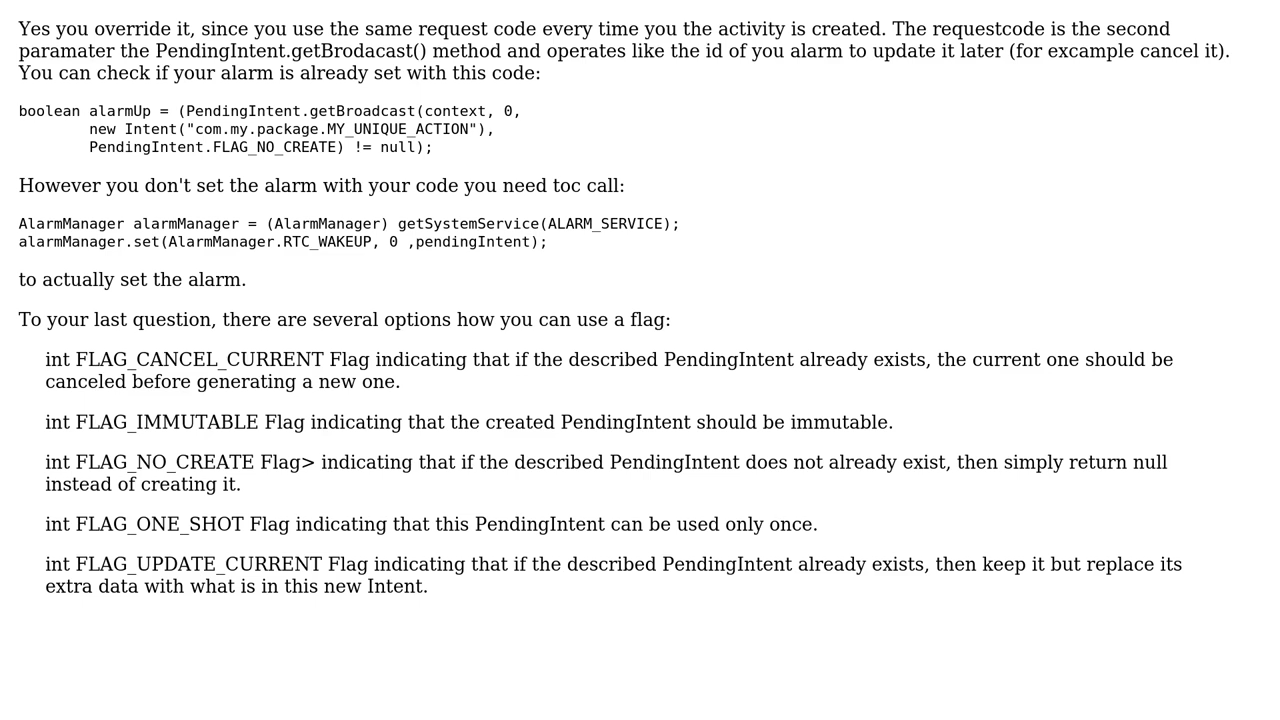 Yes you override it, since you use the same request code every time you the activity is created. The requestcode is the second
paramater the PendingIntent.getBrodacast() method and operates like the id of you alarm to update it later (for excample cancel it).
You can check if your alarm is already set with this code:
boolean alarmUp = (PendingIntent.getBroadcast(context, 0,
        new Intent("com.my.package.MY_UNIQUE_ACTION"),
        PendingIntent.FLAG_NO_CREATE) != null);
However you don't set the alarm with your code you need toc call:
AlarmManager alarmManager = (AlarmManager) getSystemService(ALARM_SERVICE);
alarmManager.set(AlarmManager.RTC_WAKEUP, 0 ,pendingIntent);
to actually set the alarm.
To your last question, there are several options how you can use a flag:
int FLAG_CANCEL_CURRENT Flag indicating that if the described PendingIntent already exists, the current one should be
canceled before generating a new one.
int FLAG_IMMUTABLE Flag indicating that the created PendingIntent should be immutable.
int FLAG_NO_CREATE Flag> indicating that if the described PendingIntent does not already exist, then simply return null
instead of creating it.
int FLAG_ONE_SHOT Flag indicating that this PendingIntent can be used only once.
int FLAG_UPDATE_CURRENT Flag indicating that if the described PendingIntent already exists, then keep it but replace its
extra data with what is in this new Intent.